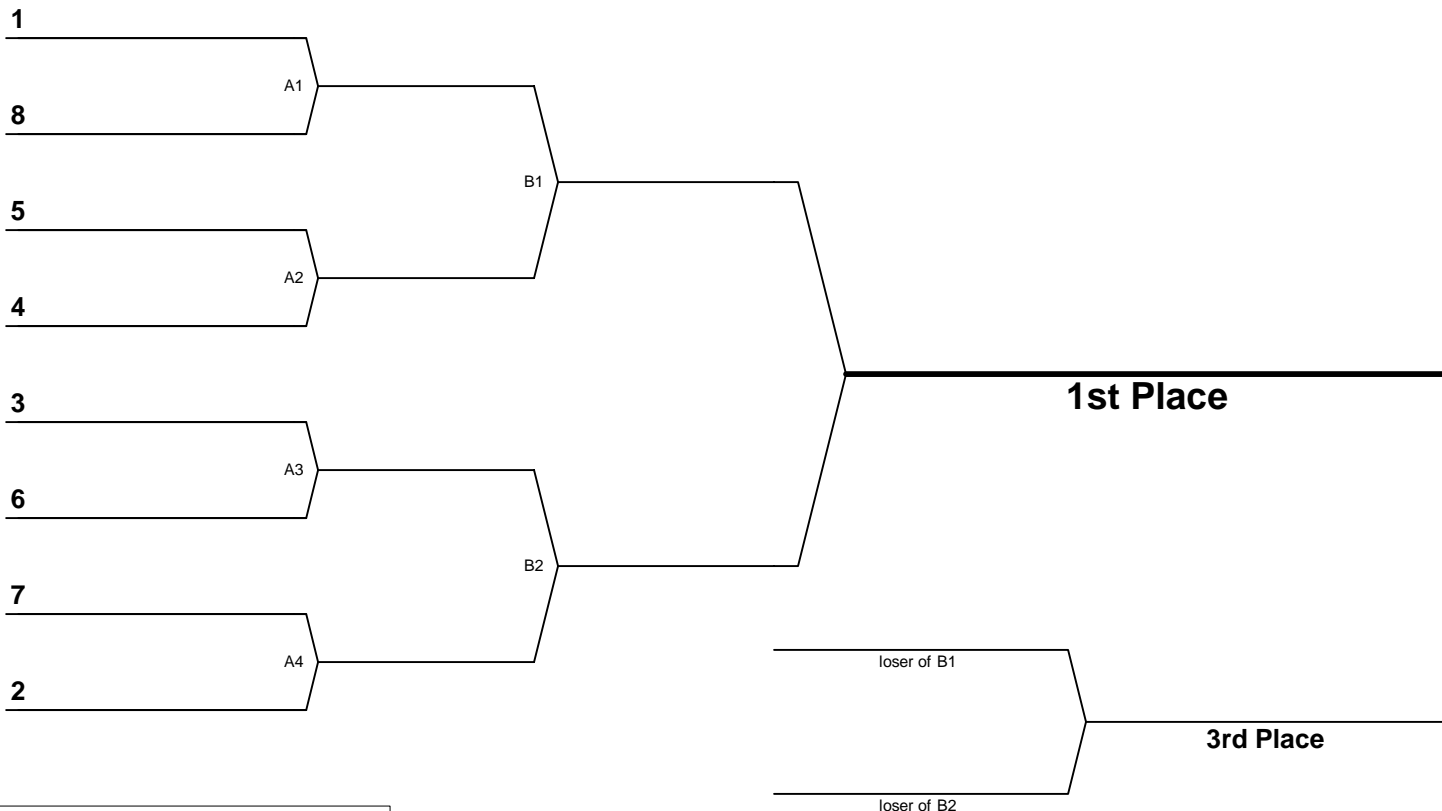 1
A1
8
B1
5
A2
4
1st Place
3
A3
6
B2
7
A4
2
loser of B1
3rd Place
loser of B2